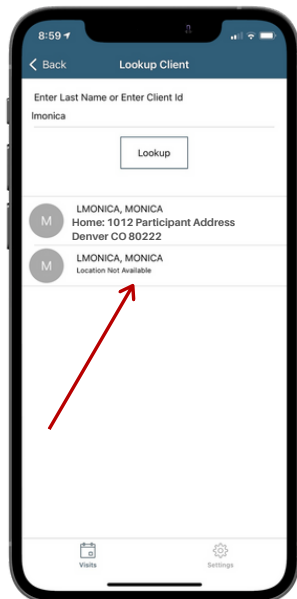 8:59
Back
Lookup Client
Enter Last Name or Enter Client Id
lmonica
Lookup
M
LMONICA, MONICA
Home: 1012 Participant Address
Denver CO 80222
M
LMONICA, MONICA
Location Not Available
Visits
Settings